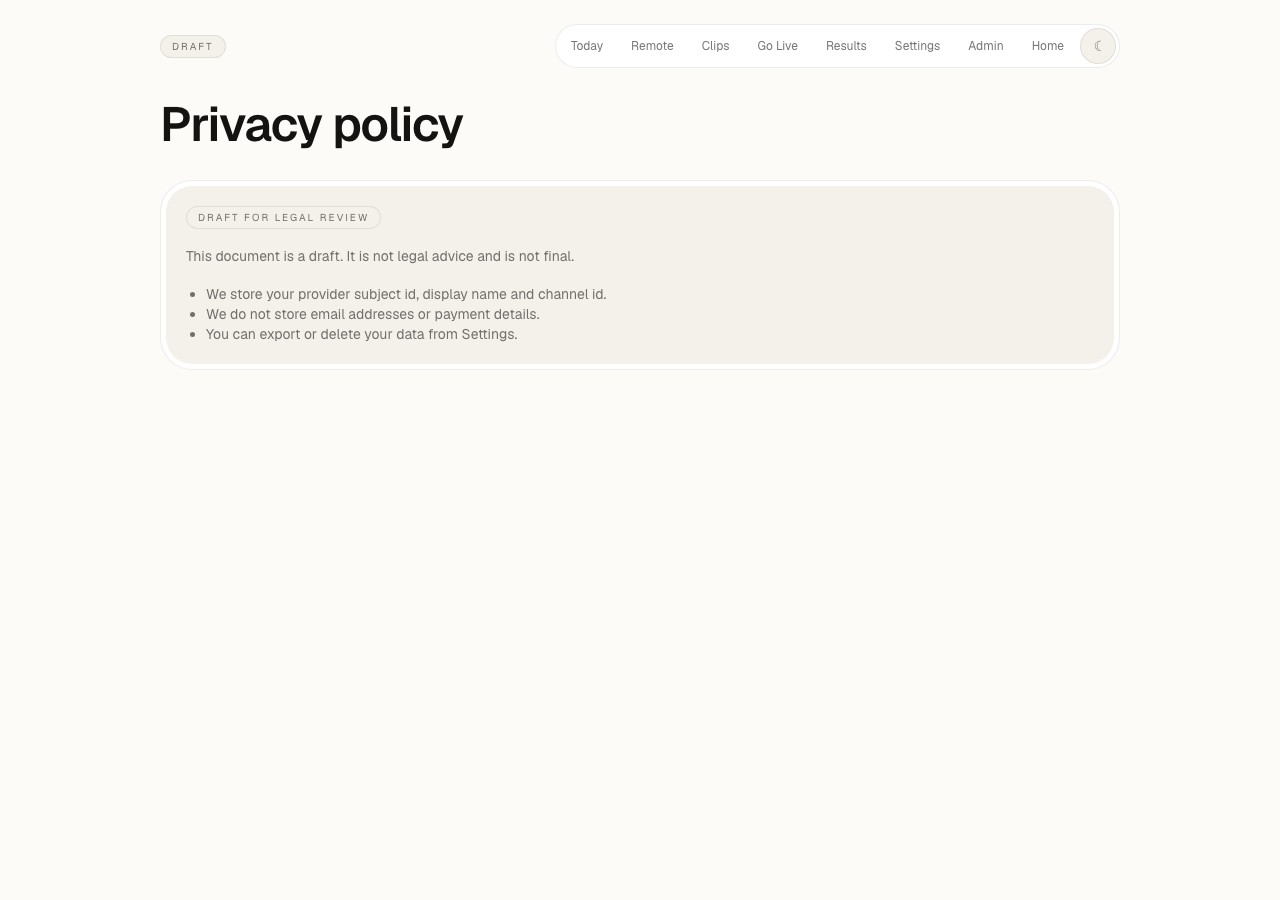 DRAFT
Today Remote Clips Go Live Results Settings Admin Home ☾
Privacy policy
DRAFT FOR LEGAL REVIEW
This document is a draft. It is not legal advice and is not final.
• We store your provider subject id, display name and channel id.
• We do not store email addresses or payment details.
• You can export or delete your data from Settings.